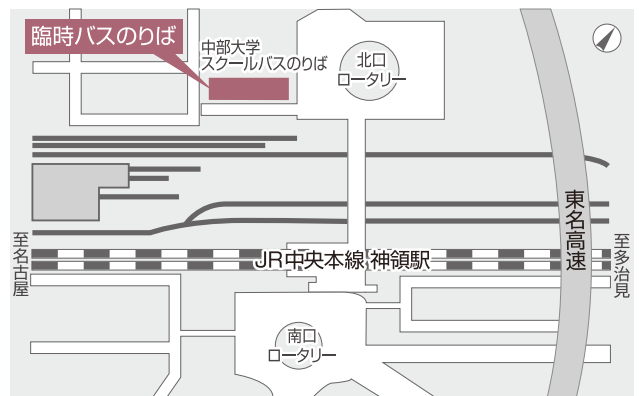 臨時バスのりば
中部大学
スクールバスのりば
北口
ロータリー
東名高速
至名古屋
JR中央本線 神領駅
至多治見
南口
ロータリー